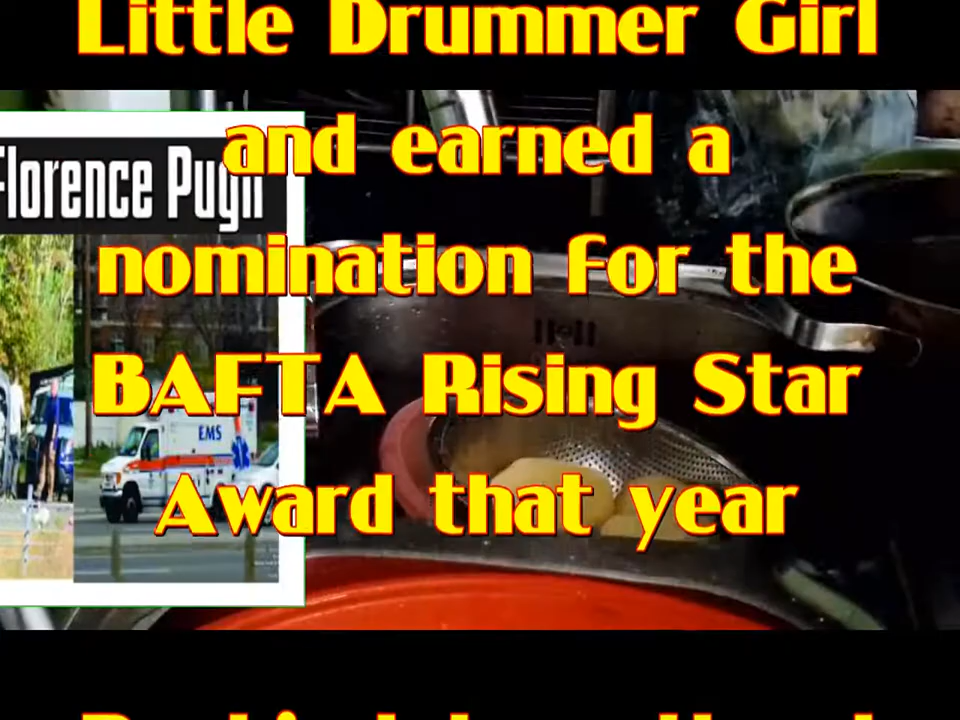 Little Drummer Girl
and earned a
Florence Pugh
nomination for the
BAFTA Rising Star
EMS
Award that year